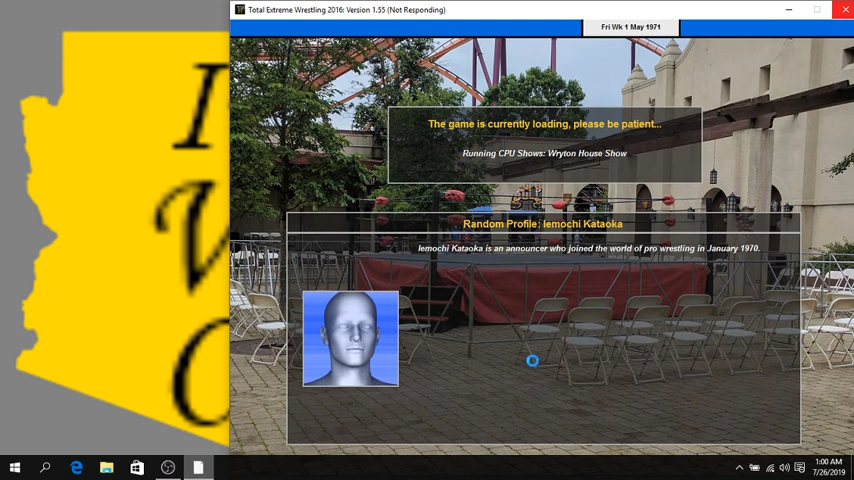 Total Extreme Wrestling 2016: Version 1.55 (Not Responding)
Fri Wk 1 May 1971
The game is currently loading, please be patient...
Running CPU Shows: Wryton House Show
Random Profile: Iemochi Kataoka
Iemochi Kataoka is an announcer who joined the world of pro wrestling in January 1970.
1:00 AM
7/26/2019